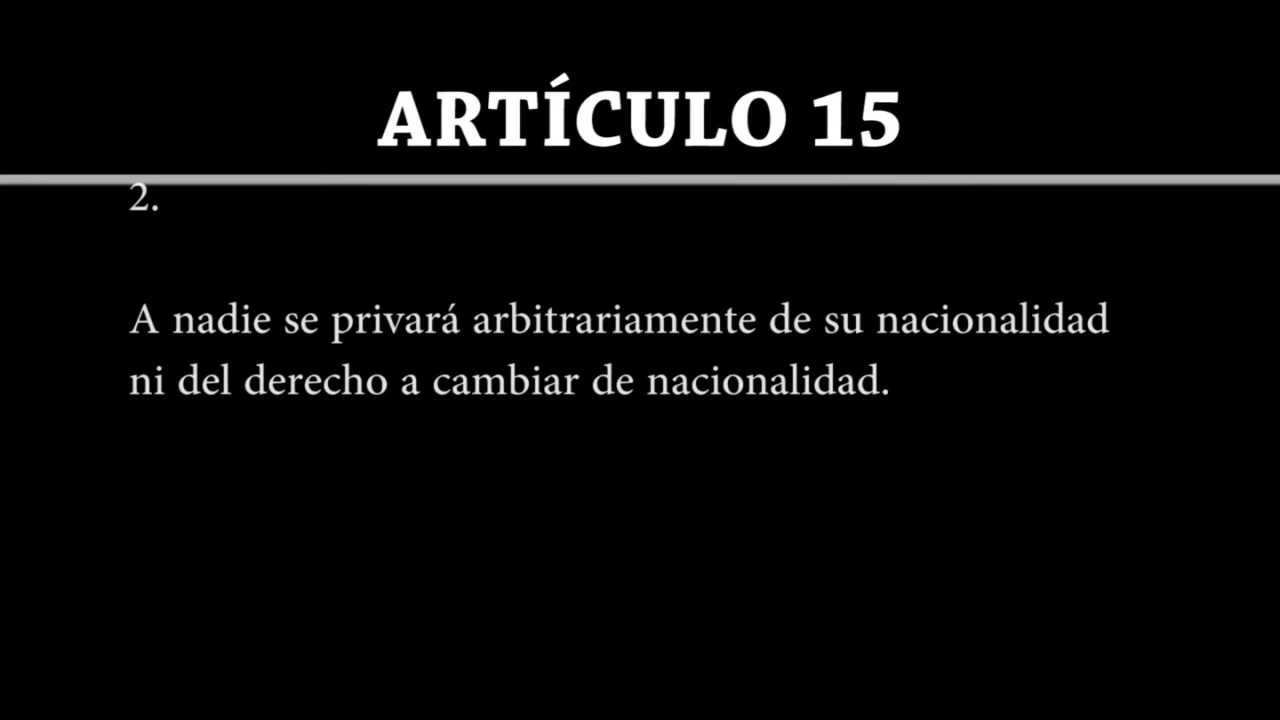 ARTÍCULO 15
2.
A nadie se privará arbitrariamente de su nacionalidad
ni del derecho a cambiar de nacionalidad.